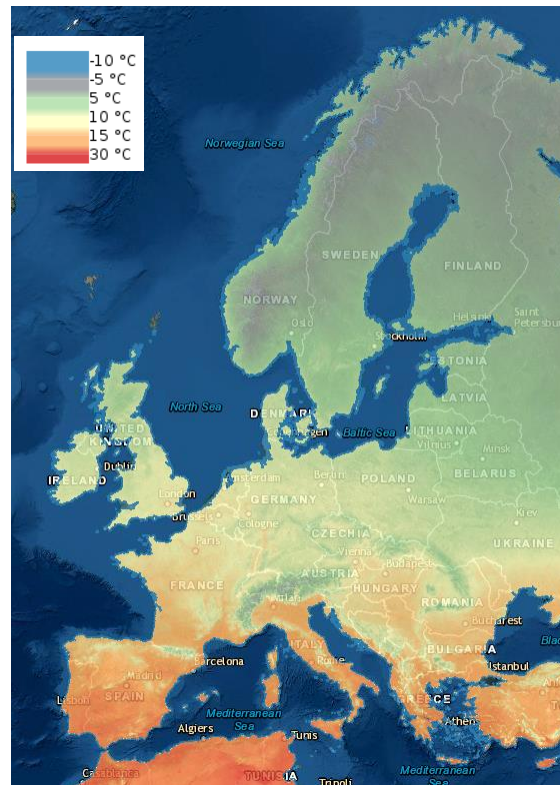 -10 °C
-5 °C
5 °C
10 °C
15 °C
30 °C
Norwegian Sea
SWEDEN
FINLAND
NORWAY
Oslo
Helsinki
Saint
Petersburg
Stockholm
ESTONIA
LATVIA
North Sea
DENMARK
Baltic Sea
LITHUANIA
Vilnius
Minsk
UNITED
KINGDOM
Dublin
IRELAND
BELARUS
London
Amsterdam
Berlin
POLAND
GERMANY
Warsaw
Brussels
Cologne
Kiev
UKRAINE
Paris
CZECHIA
Vienna
AUSTRIA
Budapest
HUNGARY
FRANCE
Milan
ROMANIA
Bucharest
ITALY
BULGARIA
Barcelona
Rome
Istanbul
Madrid
SPAIN
Lisbon
GREECE
Mediterranean
Sea
Athen
Algiers
Tunis
Casablanca
TUNISIA
Tripoli
Mediterranean
Sea